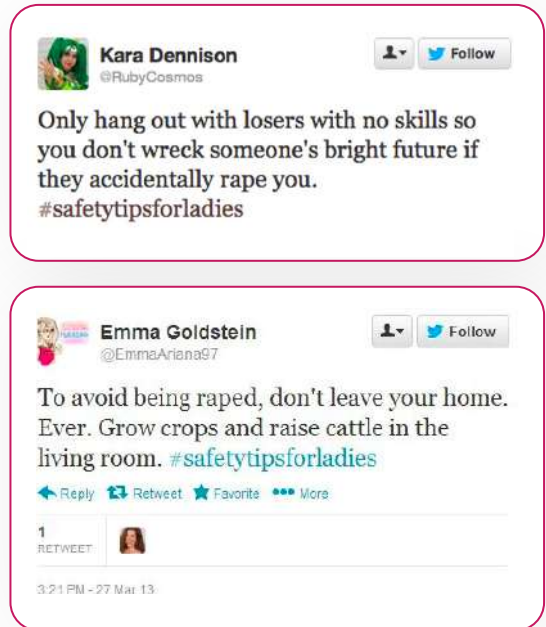 Kara Dennison
Follow
@RubyCosmos
Only hang out with losers with no skills so
you don't wreck someone's bright future if
they accidentally rape you.
#safetytipsforladies
Emma Goldstein
Follow
@EmmaAriana97
To avoid being raped, don't leave your home.
Ever. Grow crops and raise cattle in the
living room. #safetytipsforladies
Reply Retweet Favorite More
1
RETWEET
3:21 PM - 27 Mar 13